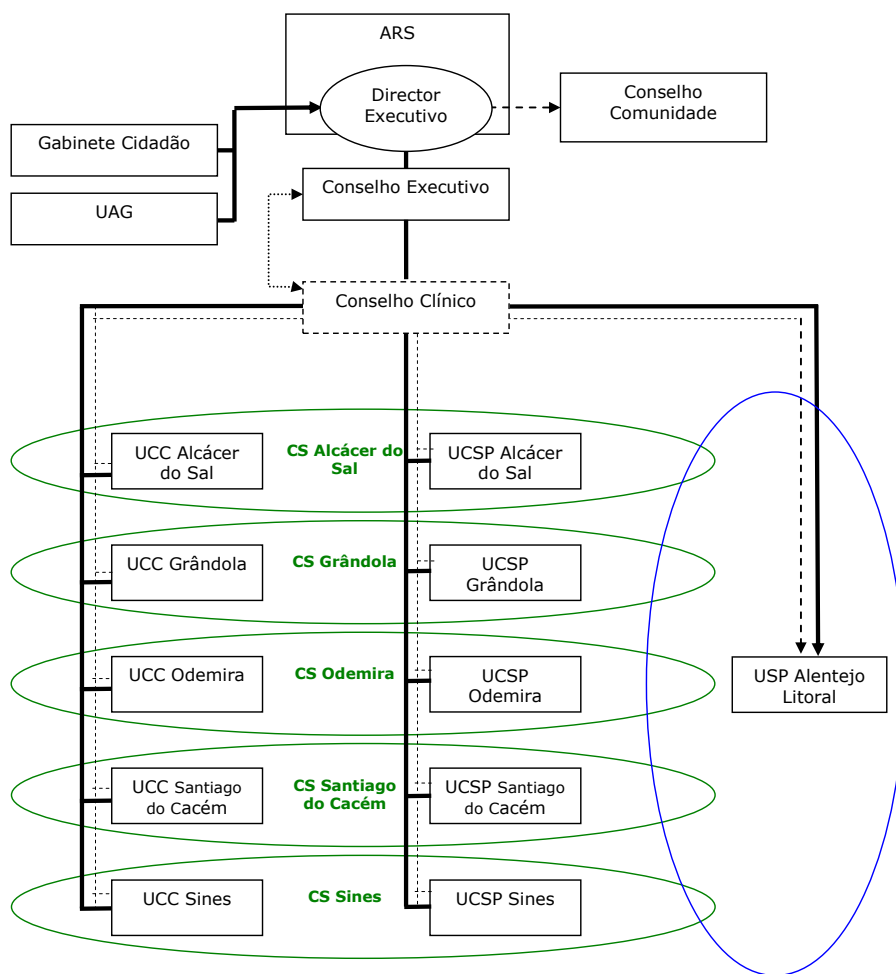 ARS
Director
Executivo
Conselho
Comunidade
Gabinete Cidadão
Conselho Executivo
UAG
Conselho Clínico
UCC Alcácer
do Sal
CS Alcácer do
Sal
UCSP Alcácer
do Sal
UCC Grândola
CS Grândola
UCSP
Grândola
UCC Odemira
CS Odemira
UCSP
Odemira
USP Alentejo
Litoral
UCC Santiago
do Cacém
CS Santiago
do Cacém
UCSP Santiago
do Cacém
UCC Sines
CS Sines
UCSP Sines